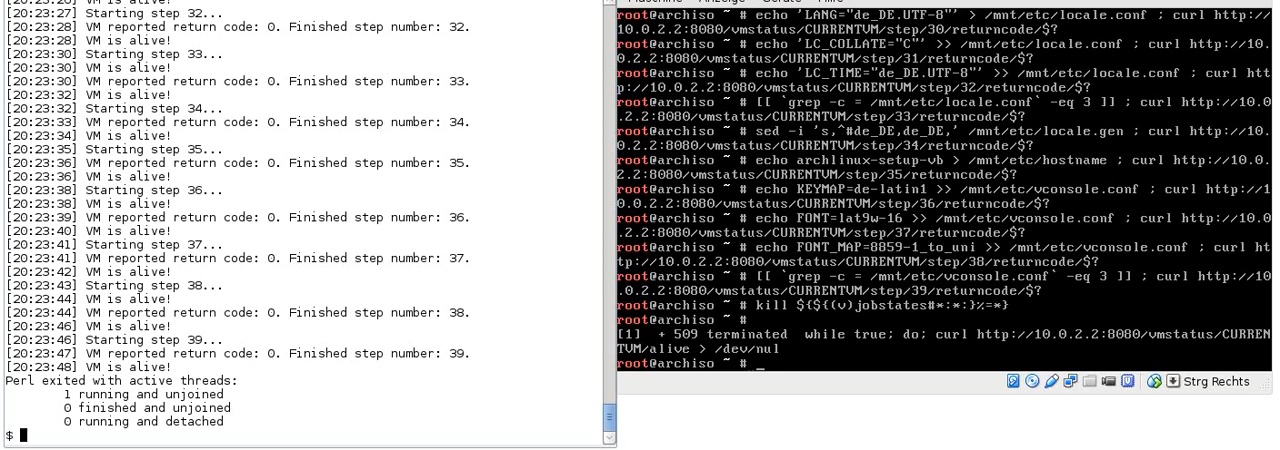 [20:23:26] VM is alive!
[20:23:27] Starting step 32...
[20:23:28] VM reported return code: 0. Finished step number: 32.
[20:23:28] VM is alive!
[20:23:30] Starting step 33...
[20:23:30] VM is alive!
[20:23:30] VM reported return code: 0. Finished step number: 33.
[20:23:32] VM is alive!
[20:23:32] Starting step 34...
[20:23:33] VM reported return code: 0. Finished step number: 34.
[20:23:34] VM is alive!
[20:23:35] Starting step 35...
[20:23:36] VM reported return code: 0. Finished step number: 35.
[20:23:36] VM is alive!
[20:23:38] Starting step 36...
[20:23:38] VM is alive!
[20:23:39] VM reported return code: 0. Finished step number: 36.
[20:23:40] VM is alive!
[20:23:41] Starting step 37...
[20:23:41] VM reported return code: 0. Finished step number: 37.
[20:23:42] VM is alive!
[20:23:43] Starting step 38...
[20:23:44] VM reported return code: 0. Finished step number: 38.
[20:23:46] VM is alive!
[20:23:46] Starting step 39...
[20:23:47] VM reported return code: 0. Finished step number: 39.
[20:23:48] VM is alive!
Perl exited with active threads:
1 running and unjoined
0 finished and unjoined
0 running and detached
$
root@archiso ~ # echo 'LANG="de_DE.UTF-8"' > /mnt/etc/locale.conf ; curl http://
10.0.2.2:8080/vmstatus/CURRENTVM/step/30/returncode/$?
root@archiso ~ # echo 'LC_COLLATE="C"' >> /mnt/etc/locale.conf ; curl http://10.
0.2.2:8080/vmstatus/CURRENTVM/step/31/returncode/$?
root@archiso ~ # echo 'LC_TIME="de_DE.UTF-8"' >> /mnt/etc/locale.conf ; curl htt
p://10.0.2.2:8080/vmstatus/CURRENTVM/step/32/returncode/$?
root@archiso ~ # [[ `grep -c = /mnt/etc/locale.conf` -eq 3 ]] ; curl http://10.0
.2.2:8080/vmstatus/CURRENTVM/step/33/returncode/$?
root@archiso ~ # sed -i 's,^#de_DE,de_DE,' /mnt/etc/locale.gen ; curl http://10.
0.2.2:8080/vmstatus/CURRENTVM/step/34/returncode/$?
root@archiso ~ # echo archlinux-setup-vb > /mnt/etc/hostname ; curl http://10.0.
2.2:8080/vmstatus/CURRENTVM/step/35/returncode/$?
root@archiso ~ # echo KEYMAP=de-latin1 >> /mnt/etc/vconsole.conf ; curl http://1
0.0.2.2:8080/vmstatus/CURRENTVM/step/36/returncode/$?
root@archiso ~ # echo FONT=lat9w-16 >> /mnt/etc/vconsole.conf ; curl http://10.0
.2.2:8080/vmstatus/CURRENTVM/step/37/returncode/$?
root@archiso ~ # echo FONT_MAP=8859-1_to_uni >> /mnt/etc/vconsole.conf ; curl ht
tp://10.0.2.2:8080/vmstatus/CURRENTVM/step/38/returncode/$?
root@archiso ~ # [[ `grep -c = /mnt/etc/vconsole.conf` -eq 3 ]] ; curl http://10
.0.2.2:8080/vmstatus/CURRENTVM/step/39/returncode/$?
root@archiso ~ # kill ${${(v)jobstates#*:*:}%=*}
root@archiso ~ #
[1]  + 509 terminated  while true; do; curl http://10.0.2.2:8080/vmstatus/CURREN
TVM/alive > /dev/nul
root@archiso ~ # _
Strg Rechts